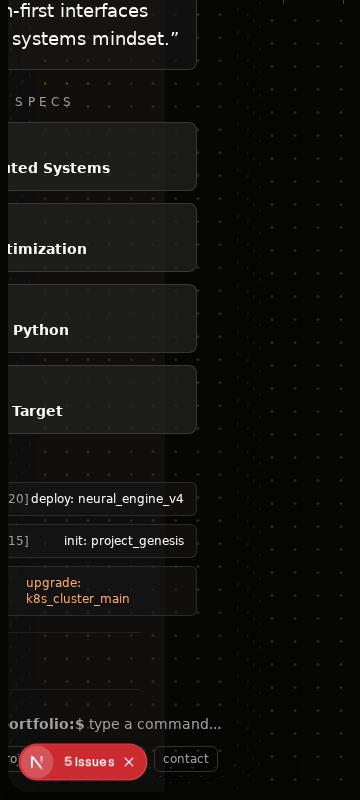 n-first interfaces
systems mindset.”
SPECS
uted Systems
timization
Python
Target
20] deploy: neural_engine_v4
15] init: project_genesis
upgrade:
k8s_cluster_main
portfolio:$ type a command...
N 5 Issues ×
contact